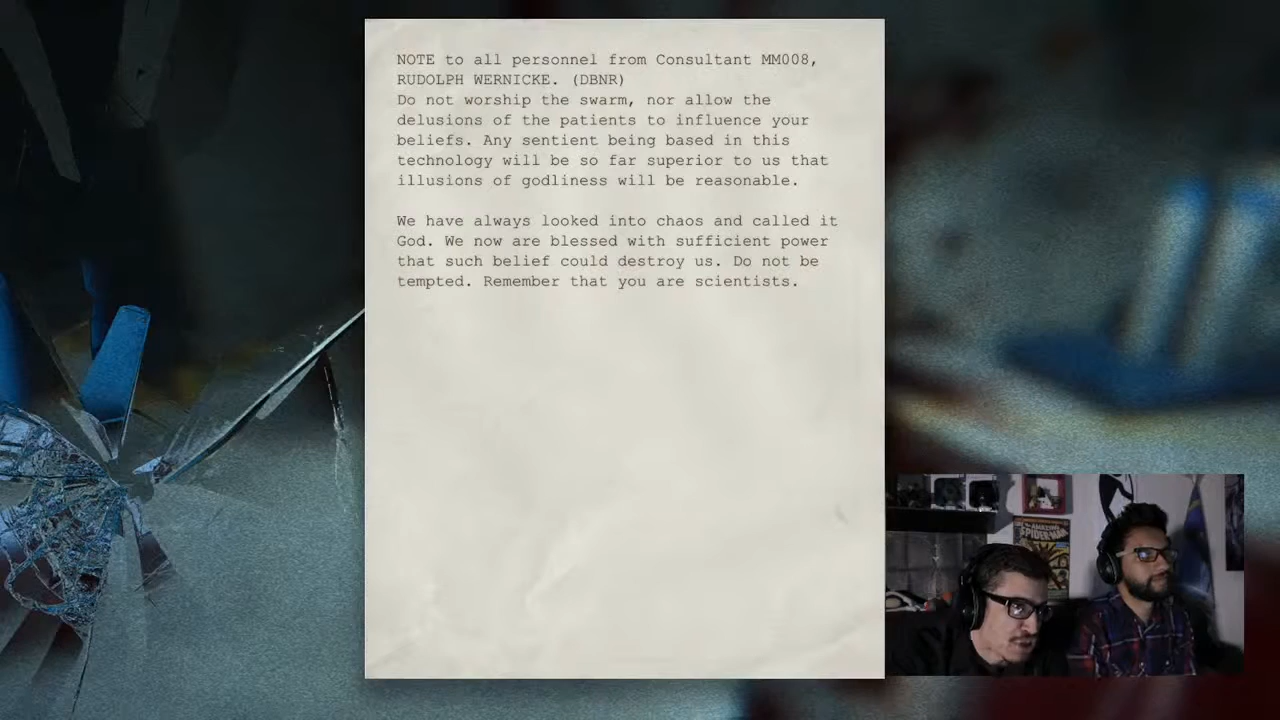 NOTE to all personnel from Consultant MM008,
RUDOLPH WERNICKE. (DBNR)
Do not worship the swarm, nor allow the
delusions of the patients to influence your
beliefs. Any sentient being based in this
technology will be so far superior to us that
illusions of godliness will be reasonable.
We have always looked into chaos and called it
God. We now are blessed with sufficient power
that such belief could destroy us. Do not be
tempted. Remember that you are scientists.
AMAZING
SPIDER-MAN